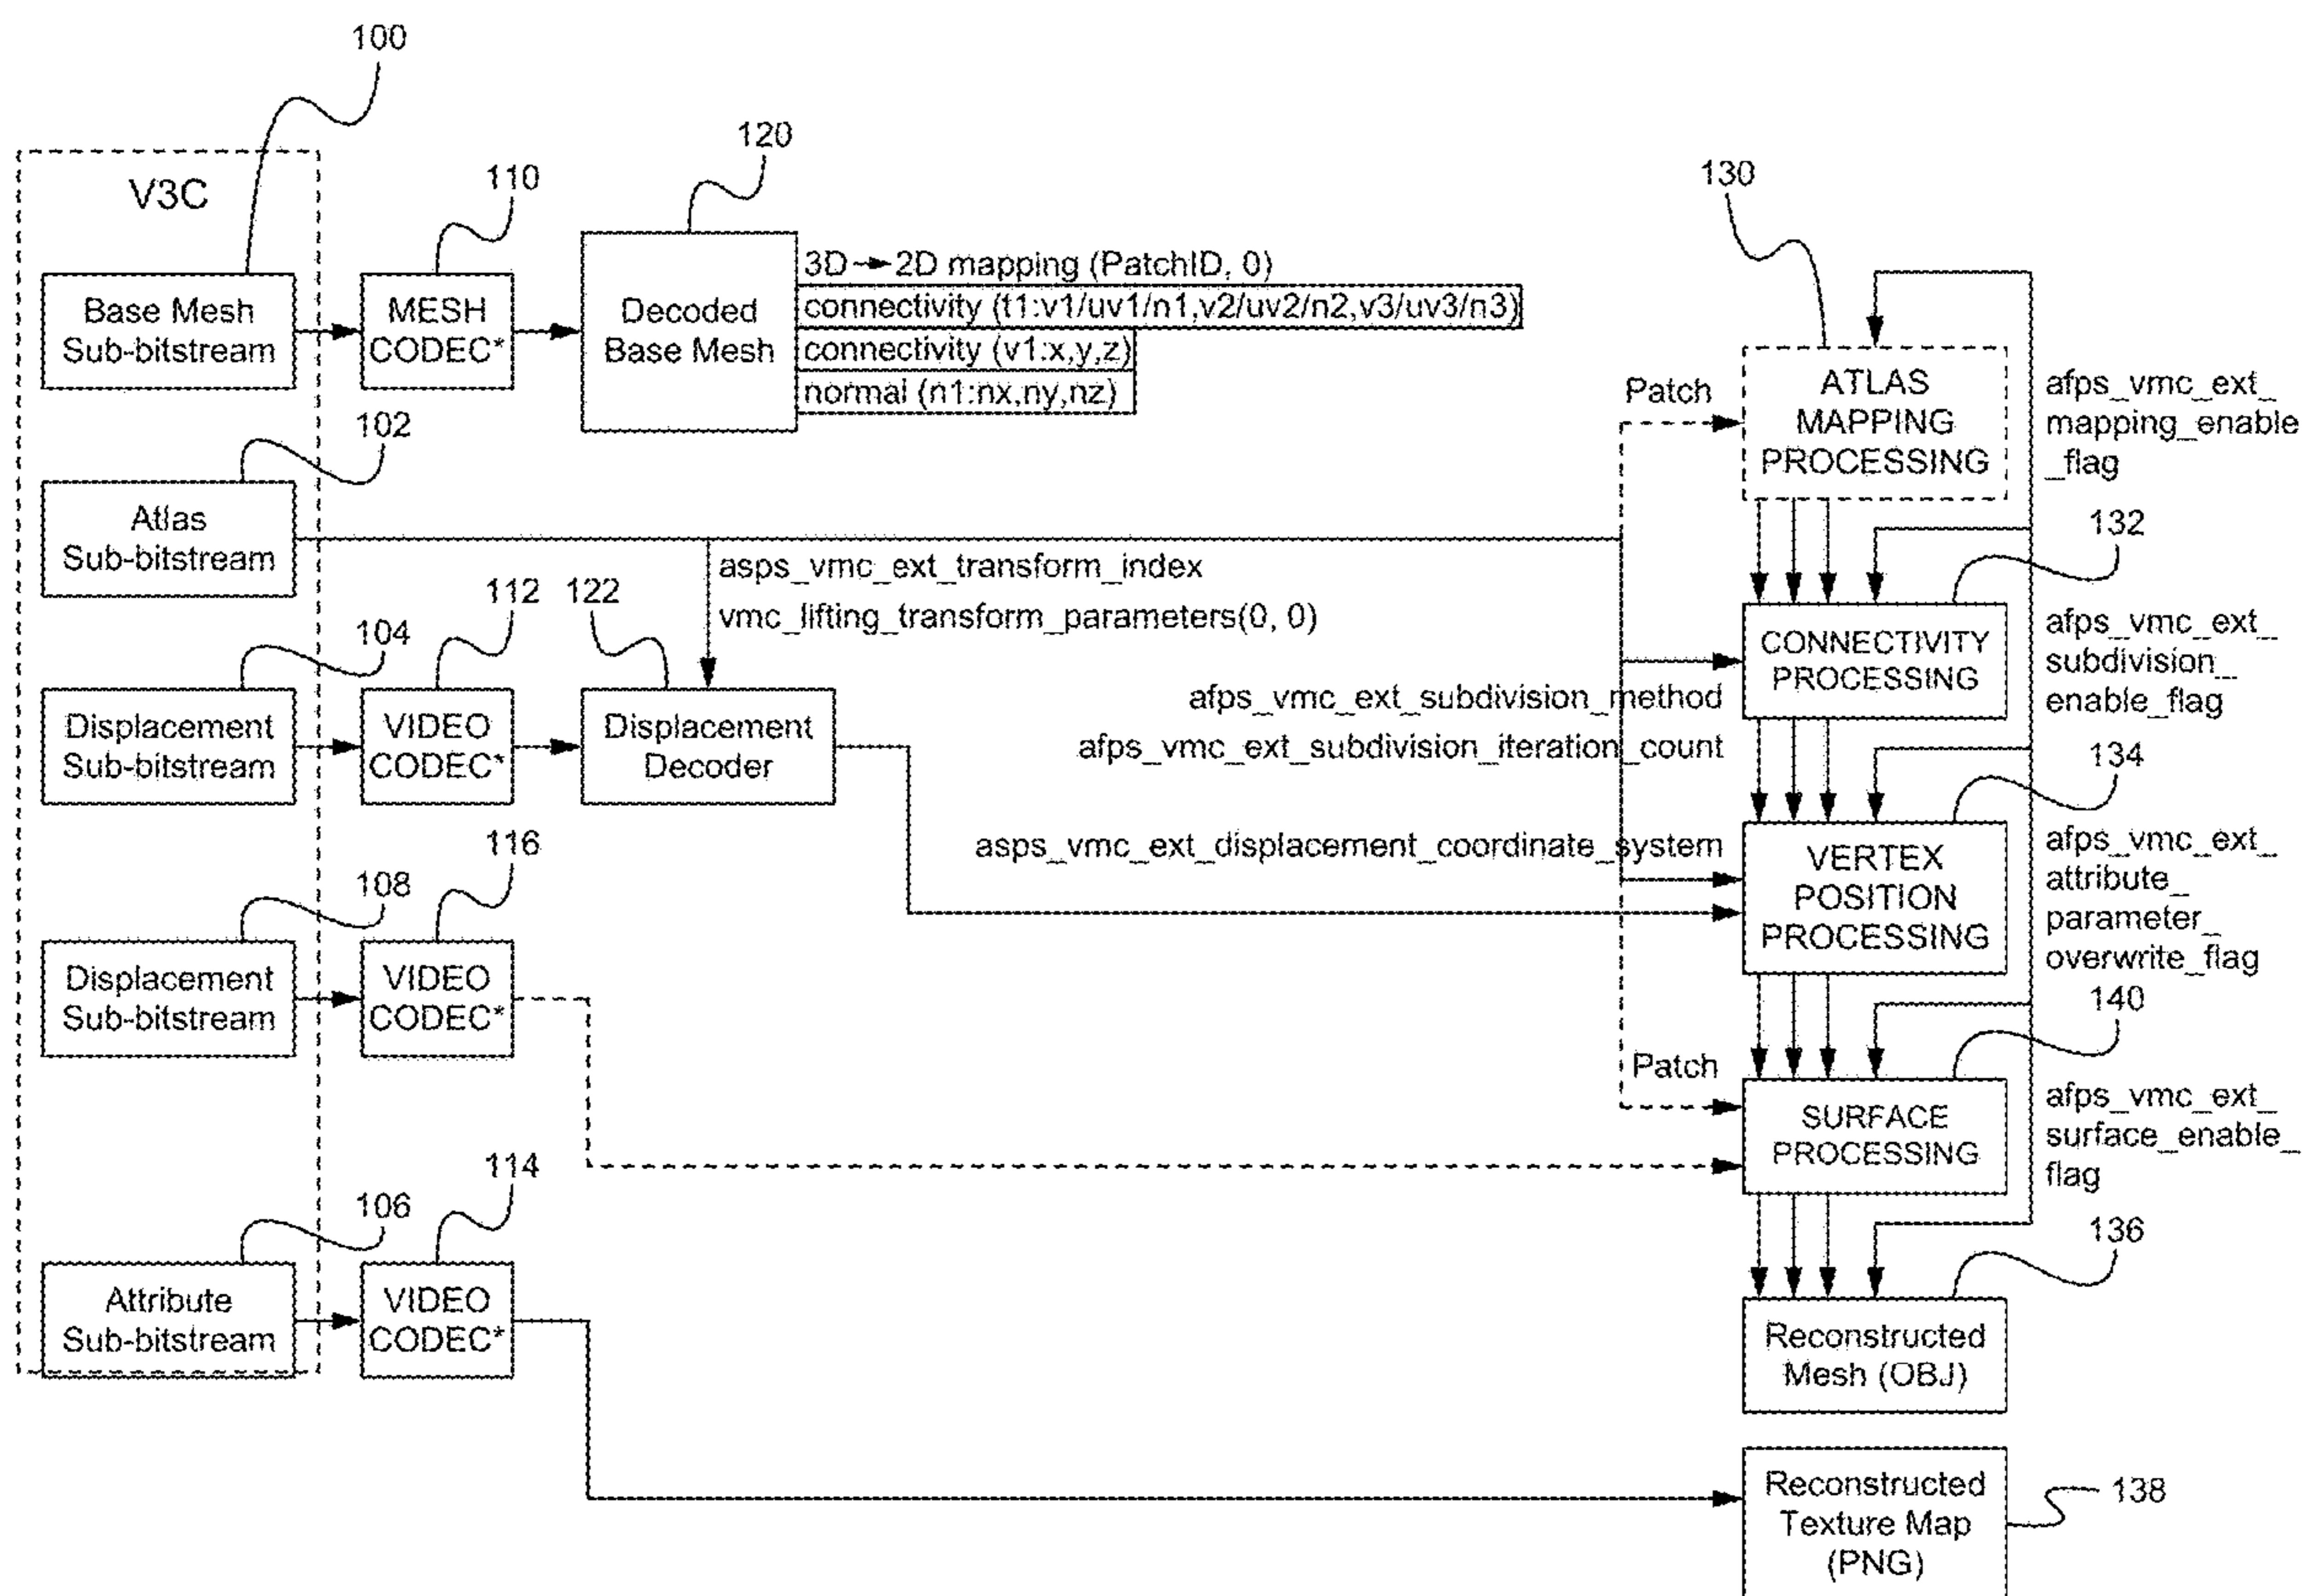 100
120
V3C
110
130
Base Mesh
Sub-bitstream
MESH
CODEC*
Decoded
Base Mesh
3D→2D mapping (PatchID, 0)
connectivity (t1:v1/uv1/n1,v2/uv2/n2,v3/uv3/n3)
connectivity (v1:x,y,z)
normal (n1:nx,ny,nz)
Patch
ATLAS
MAPPING
PROCESSING
afps_vmc_ext_
mapping_enable
_flag
102
Atlas
Sub-bitstream
asps_vmc_ext_transform_index
vmc_lifting_transform_parameters(0, 0)
132
104
112
122
Displacement
Sub-bitstream
VIDEO
CODEC*
Displacement
Decoder
CONNECTIVITY
PROCESSING
afps_vmc_ext_
subdivision_
enable_flag
afps_vmc_ext_subdivision_method
afps_vmc_ext_subdivision_iteration_count
134
asps_vmc_ext_displacement_coordinate_system
VERTEX
POSITION
PROCESSING
afps_vmc_ext_
attribute_
parameter_
overwrite_flag
108
116
Displacement
Sub-bitstream
VIDEO
CODEC*
140
Patch
SURFACE
PROCESSING
afps_vmc_ext_
surface_enable_
flag
106
114
Attribute
Sub-bitstream
VIDEO
CODEC*
136
Reconstructed
Mesh (OBJ)
Reconstructed
Texture Map
(PNG)
138